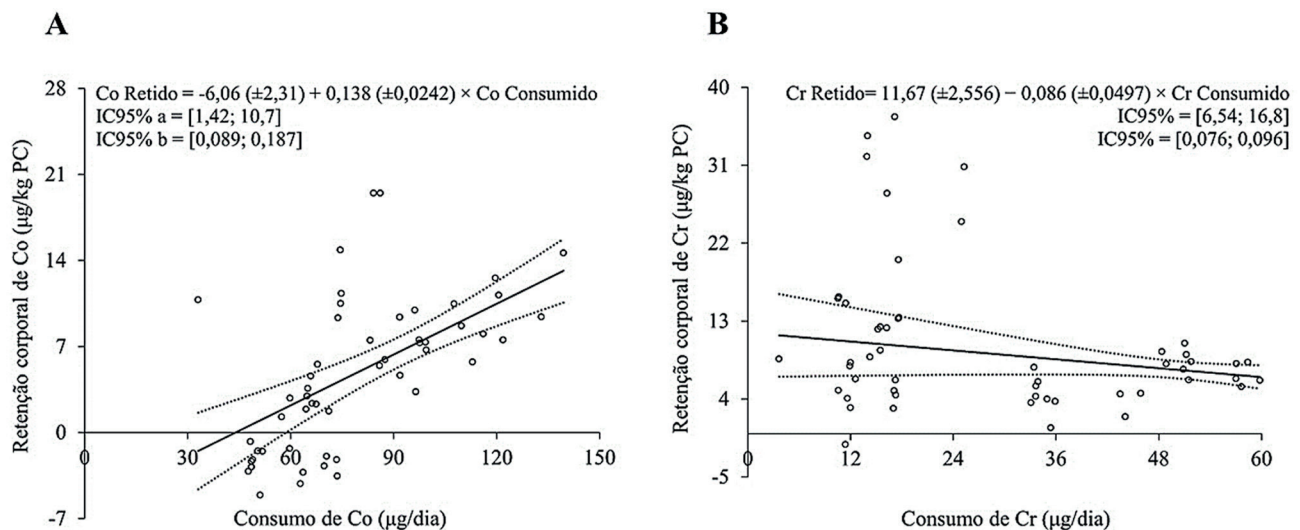 A
Co Retido = -6,06 (±2,31) + 0,138 (±0,0242) × Co Consumido
IC95% a = [1,42; 10,7]
IC95% b = [0,089; 0,187]
28
21
14
7
0
-7
0
30
60
90
120
150
Retenção corporal de Co (µg/kg PC)
Consumo de Co (µg/dia)
B
Cr Retido= 11,67 (±2,556) − 0,086 (±0,0497) × Cr Consumido
IC95% = [6,54; 16,8]
IC95% = [0,076; 0,096]
40
31
22
13
4
-5
0
12
24
36
48
60
Retenção corporal de Cr (µg/kg PC)
Consumo de Cr (µg/dia)